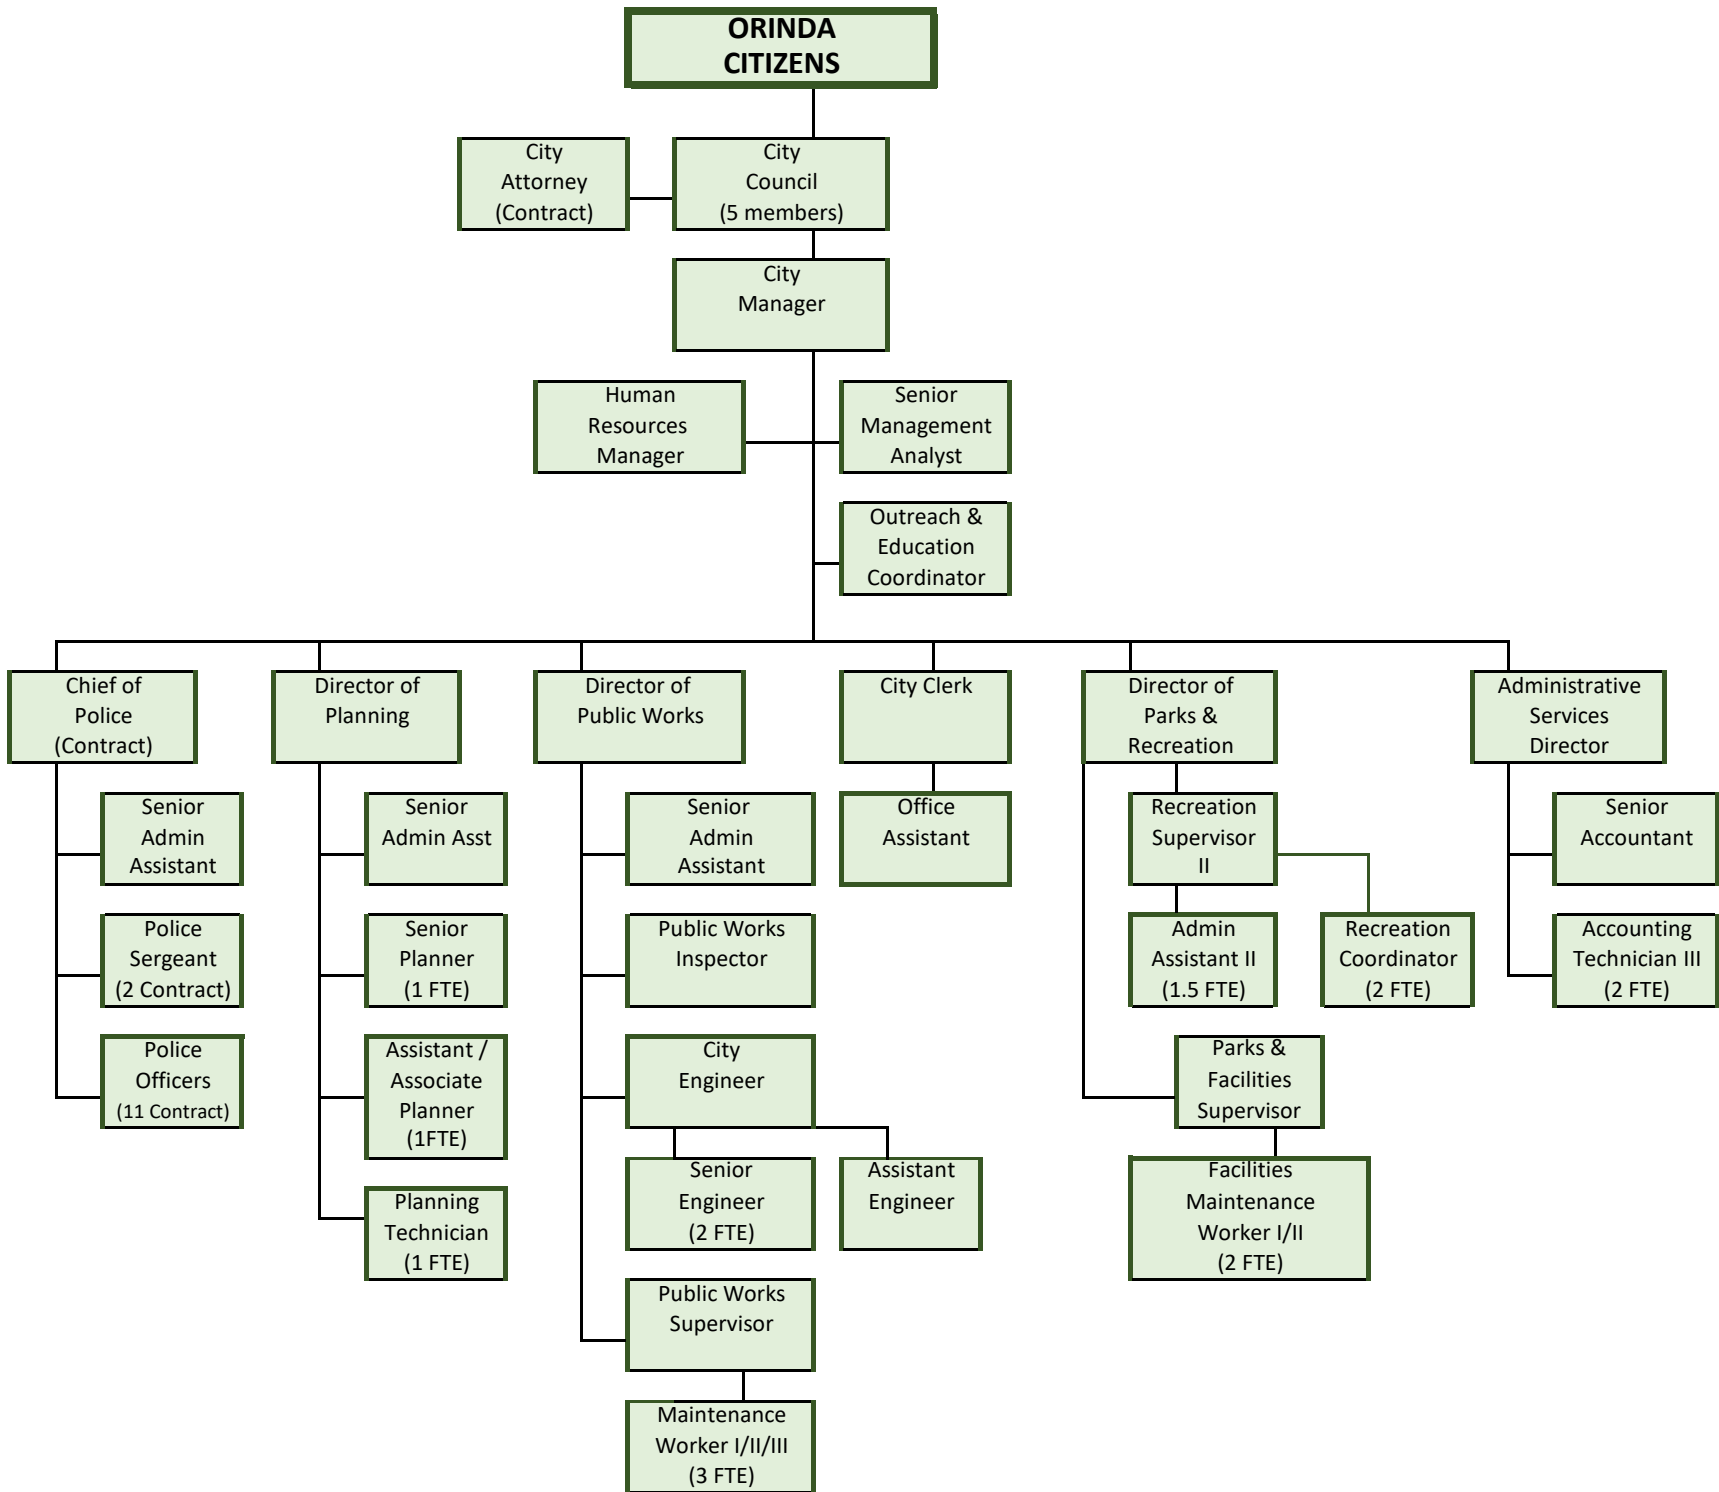 ORINDA
CITIZENS
City
Attorney
(Contract)
City
Council
(5 members)
City
Manager
Human
Resources
Manager
Senior
Management
Analyst
Outreach &
Education
Coordinator
Chief of
Police
(Contract)
Director of
Planning
Director of
Public Works
City Clerk
Director of
Parks &
Recreation
Administrative
Services
Director
Senior
Admin
Assistant
Senior
Admin Asst
Senior
Admin
Assistant
Office
Assistant
Recreation
Supervisor
II
Senior
Accountant
Police
Sergeant
(2 Contract)
Senior
Planner
(1 FTE)
Public Works
Inspector
Admin
Assistant II
(1.5 FTE)
Recreation
Coordinator
(2 FTE)
Accounting
Technician III
(2 FTE)
Police
Officers
(11 Contract)
Assistant /
Associate
Planner
(1FTE)
City
Engineer
Parks &
Facilities
Supervisor
Planning
Technician
(1 FTE)
Senior
Engineer
(2 FTE)
Assistant
Engineer
Facilities
Maintenance
Worker I/II
(2 FTE)
Public Works
Supervisor
Maintenance
Worker I/II/III
(3 FTE)